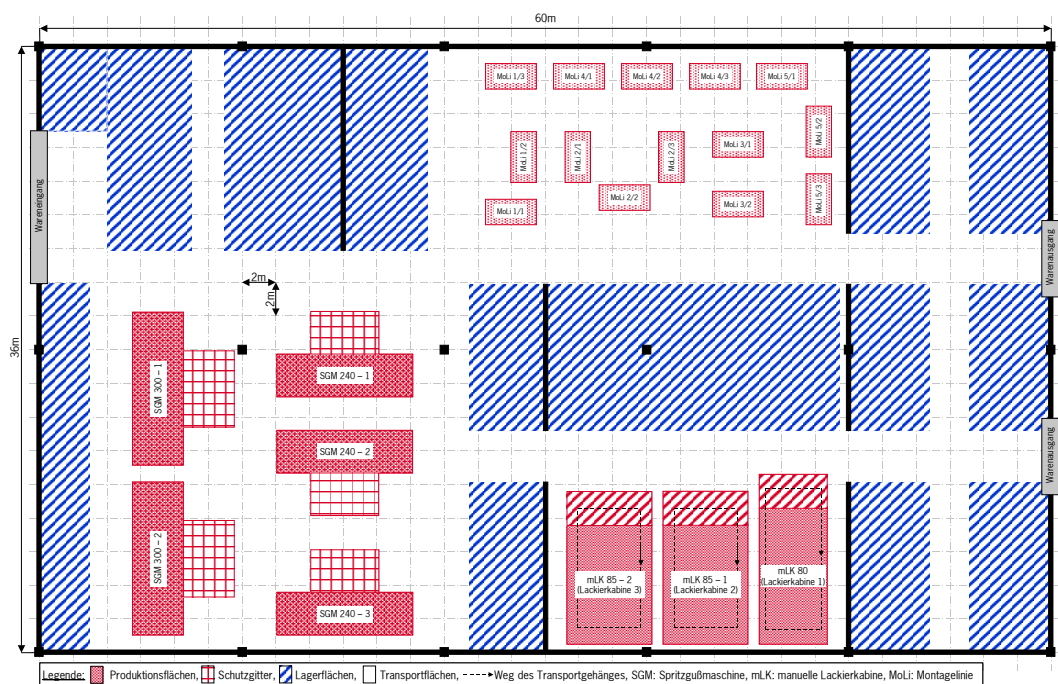 60m
MoLi 1/3
MoLi 4/1
MoLi 4/2
MoLi 4/3
MoLi 5/1
MoLi 5/2
MoLi 1/2
MoLi 2/1
MoLi 2/3
MoLi 3/1
MoLi 5/3
MoLi 2/2
MoLi 3/2
MoLi 1/1
Wareneingang
Warenausgang
2m
2m
36m
SGM 300 – 1
SGM 240 – 1
SGM 240 – 2
Warenausgang
SGM 300 – 2
SGM 240 – 3
mLK 85 – 2
(Lackierkabine 3)
mLK 85 – 1
(Lackierkabine 2)
mLK 80
(Lackierkabine 1)
Legende: Produktionsflächen, Schutzgitter, Lagerflächen, Transportflächen, Weg des Transportgehänges, SGM: Spritzgußmaschine, mLK: manuelle Lackierkabine, MoLi: Montagelinie